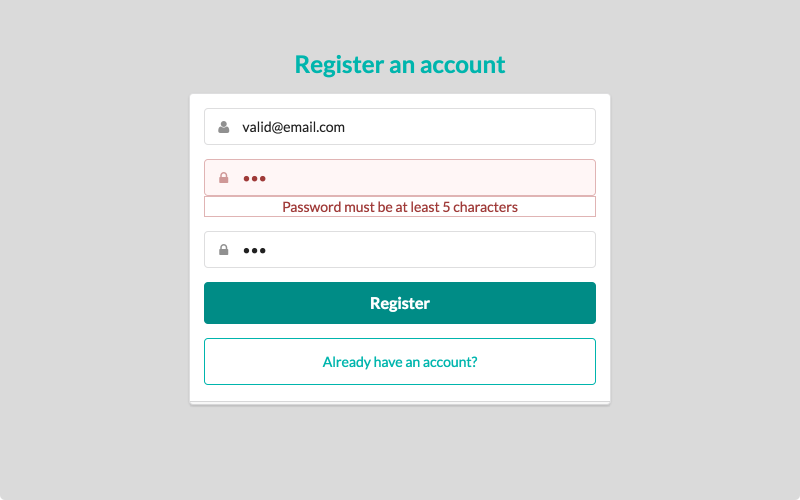 Register an account
valid@email.com
•••
Password must be at least 5 characters
•••
Register
Already have an account?